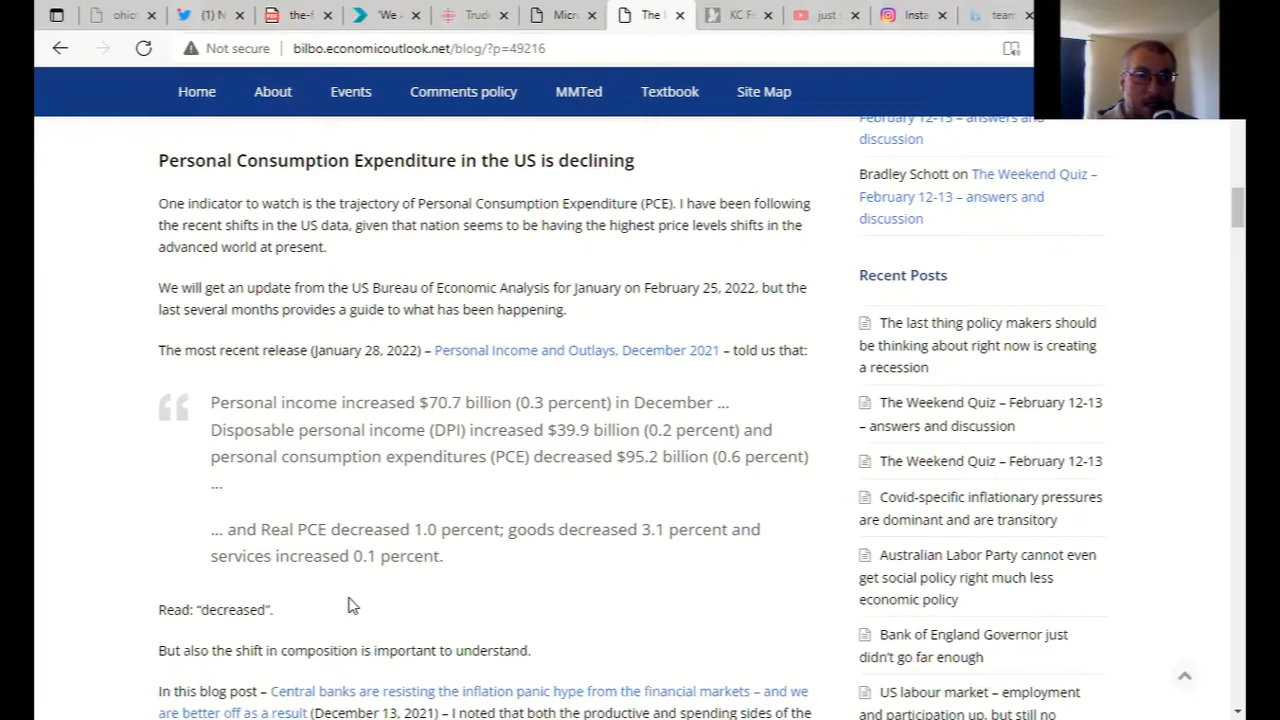 ohio
(1) N
the-f
'We
Trud
Micr
The
KC F
just
Insta
team
Not secure
bilbo.economicoutlook.net/blog/?p=49216
Home About Events Comments policy MMTed Textbook Site Map
Personal Consumption Expenditure in the US is declining
One indicator to watch is the trajectory of Personal Consumption Expenditure (PCE). I have been following
the recent shifts in the US data, given that nation seems to be having the highest price levels shifts in the
advanced world at present.
We will get an update from the US Bureau of Economic Analysis for January on February 25, 2022, but the
last several months provides a guide to what has been happening.
The most recent release (January 28, 2022) – Personal Income and Outlays, December 2021 – told us that:
Personal income increased $70.7 billion (0.3 percent) in December ...
Disposable personal income (DPI) increased $39.9 billion (0.2 percent) and
personal consumption expenditures (PCE) decreased $95.2 billion (0.6 percent)
...
... and Real PCE decreased 1.0 percent; goods decreased 3.1 percent and
services increased 0.1 percent.
Read: “decreased”.
But also the shift in composition is important to understand.
In this blog post – Central banks are resisting the inflation panic hype from the financial markets – and we
are better off as a result (December 13, 2021) – I noted that both the productive and spending sides of the
February 12-13 – answers and
discussion
Bradley Schott on The Weekend Quiz –
February 12-13 – answers and
discussion
Recent Posts
The last thing policy makers should
be thinking about right now is creating
a recession
The Weekend Quiz – February 12-13
– answers and discussion
The Weekend Quiz – February 12-13
Covid-specific inflationary pressures
are dominant and are transitory
Australian Labor Party cannot even
get social policy right much less
economic policy
Bank of England Governor just
didn’t go far enough
US labour market – employment
and participation up, but still no